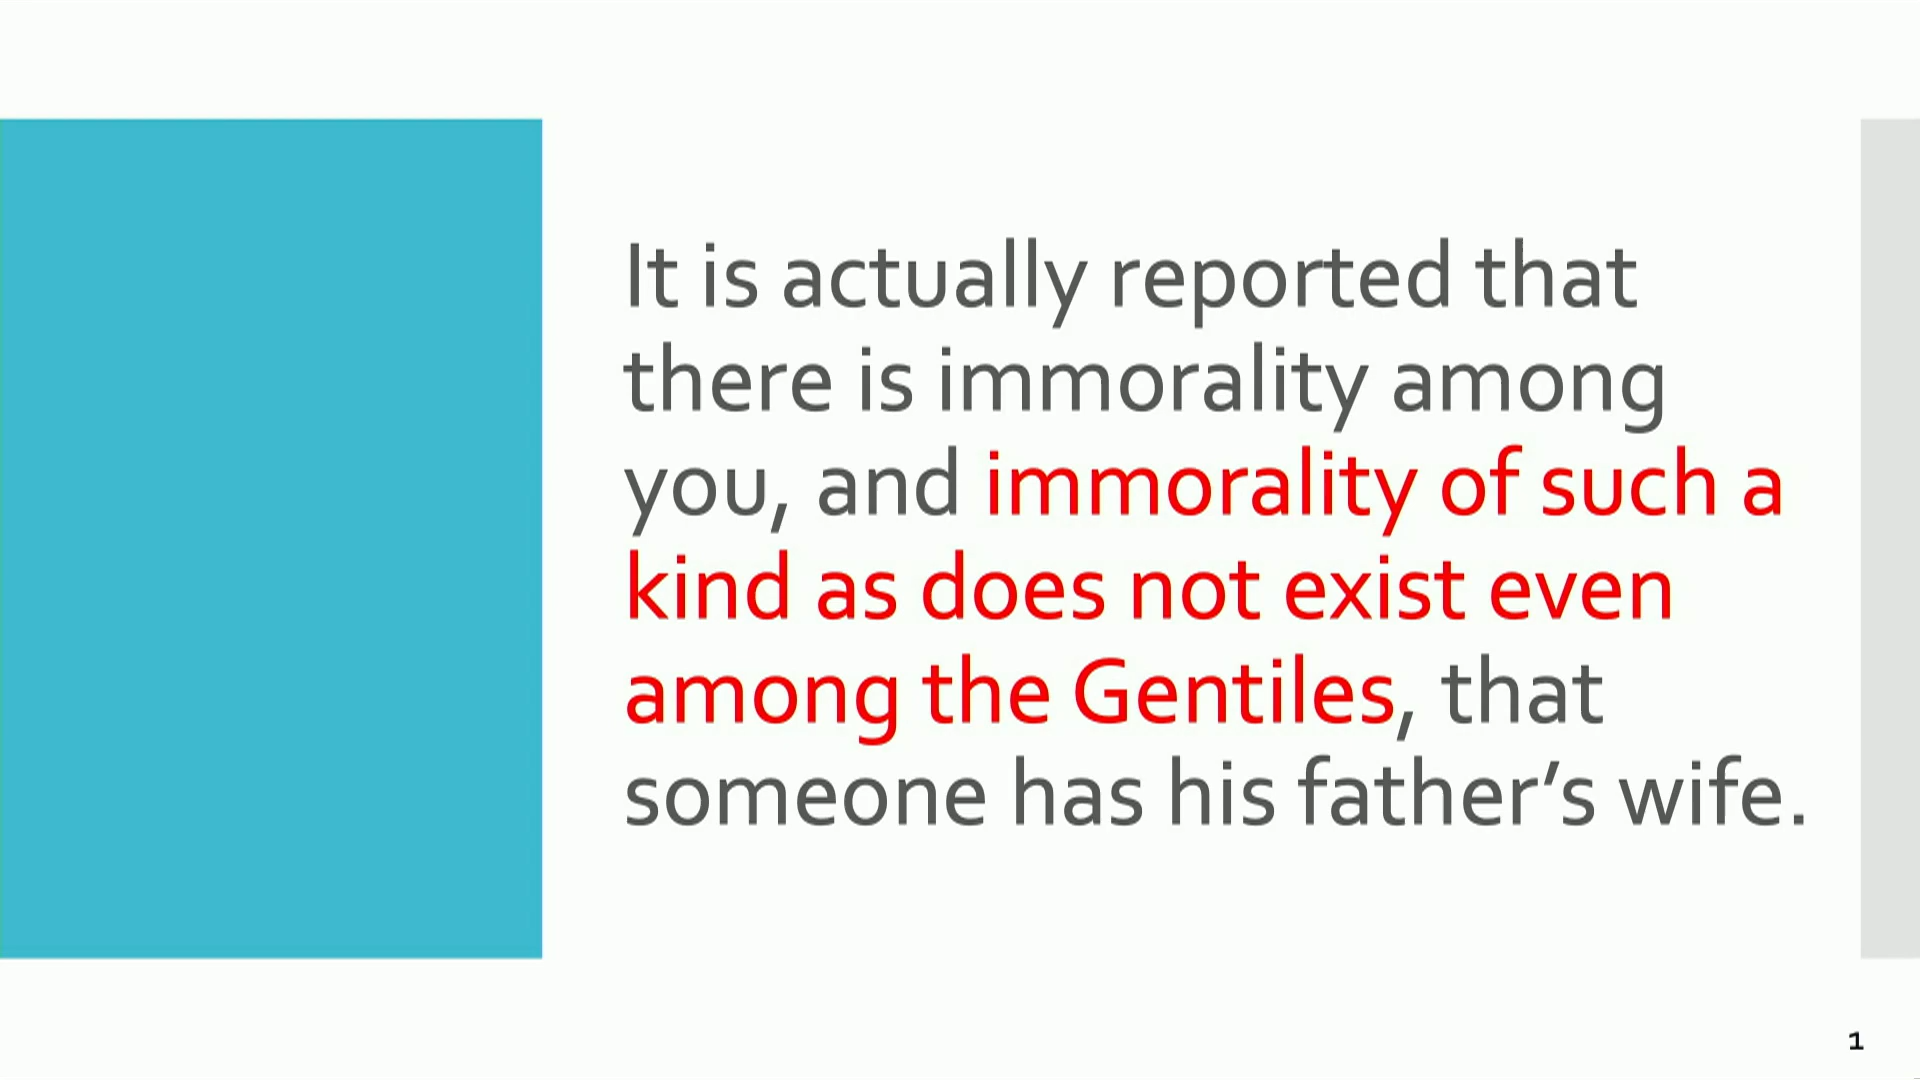 It is actually reported that
there is immorality among
you, and immorality of such a
kind as does not exist even
among the Gentiles, that
someone has his father’s wife.
1